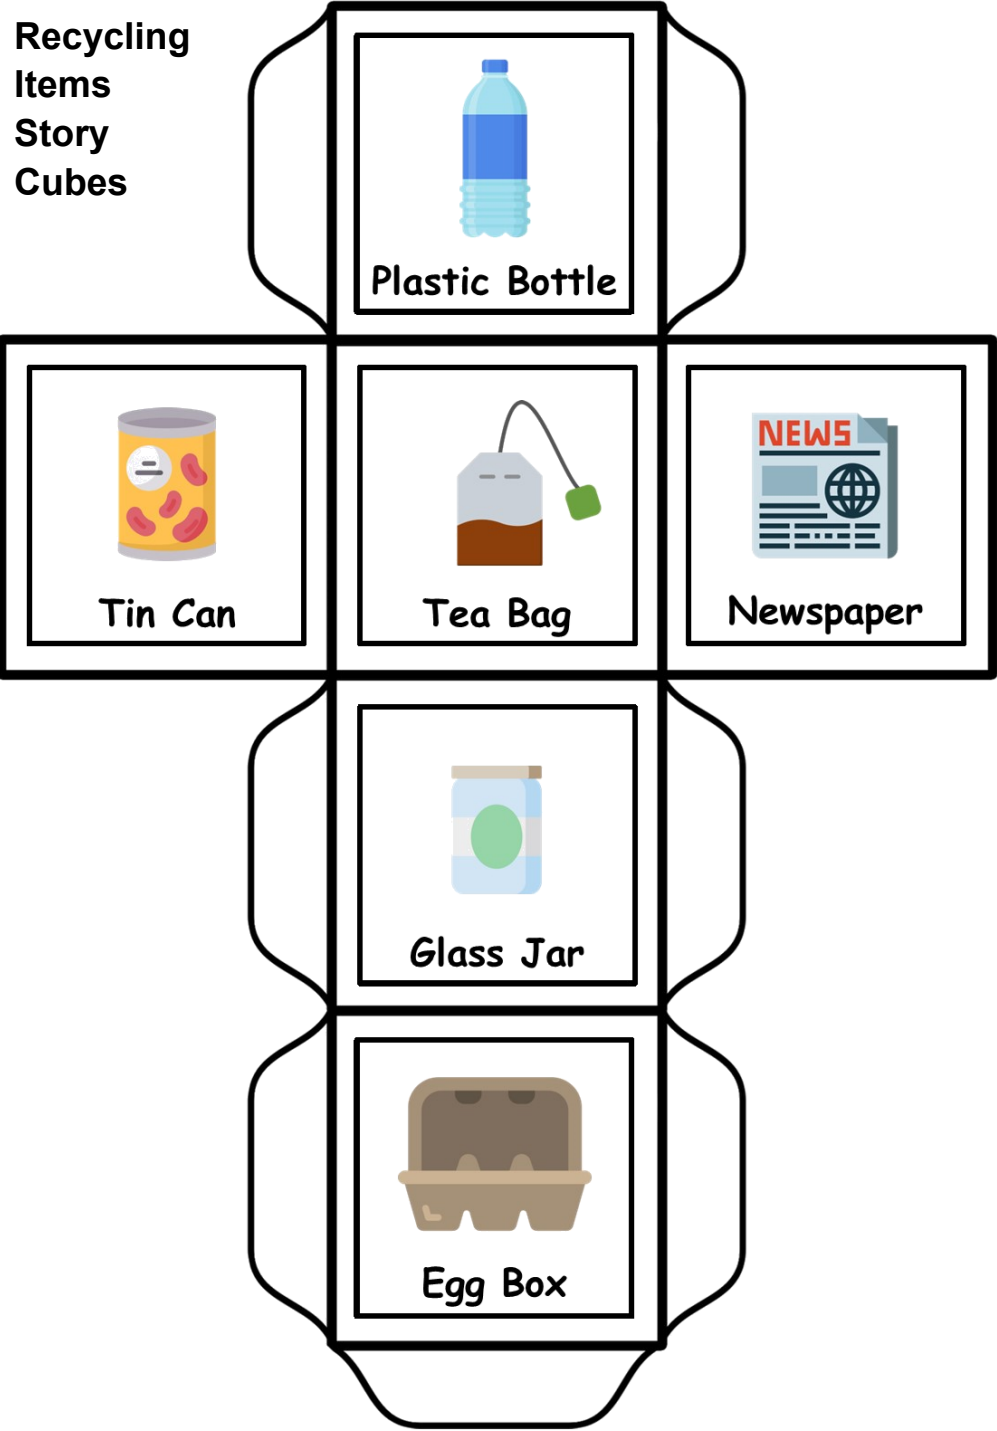 Recycling
Items
Story
Cubes
Plastic Bottle
Tin Can
Tea Bag
NEWS
Newspaper
Glass Jar
Egg Box